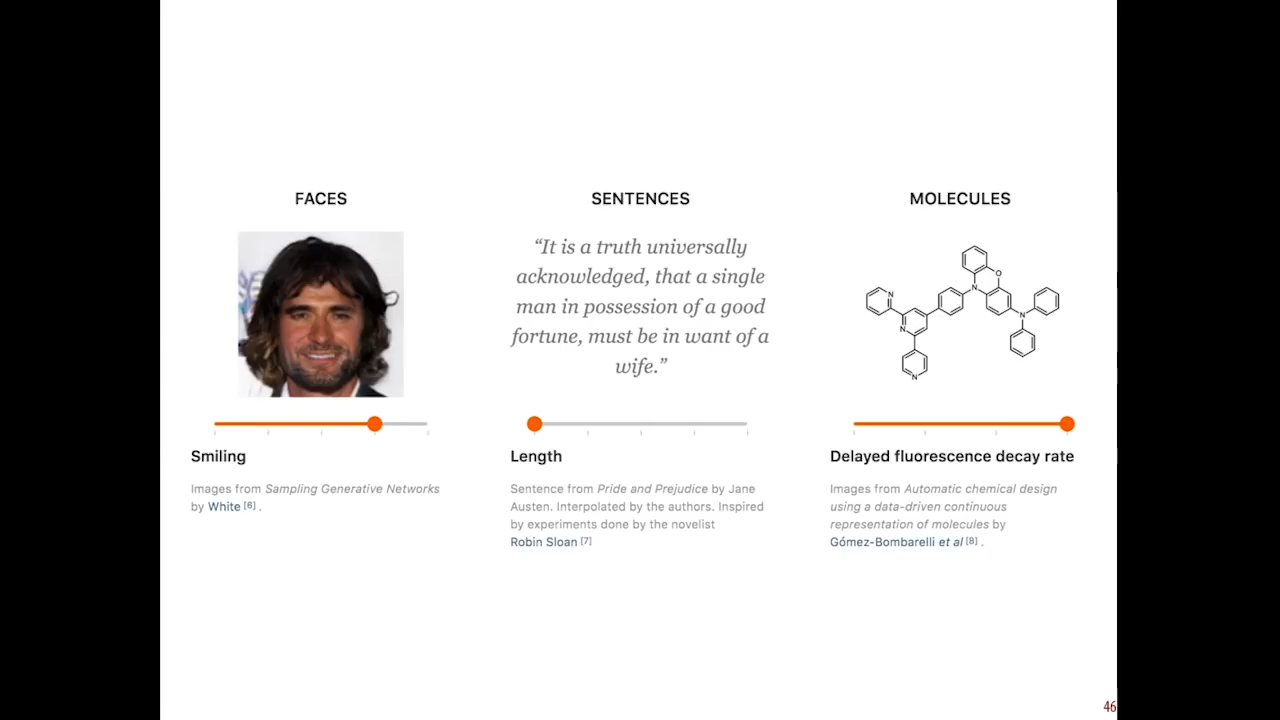 FACES
SENTENCES
MOLECULES
“It is a truth universally
acknowledged, that a single
man in possession of a good
fortune, must be in want of a
wife.”
N
N
N
N
O
N
Smiling
Images from Sampling Generative Networks
by White [6] .
Length
Sentence from Pride and Prejudice by Jane
Austen. Interpolated by the authors. Inspired
by experiments done by the novelist
Robin Sloan [7]
Delayed fluorescence decay rate
Images from Automatic chemical design
using a data-driven continuous
representation of molecules by
Gómez-Bombarelli et al [8] .
46